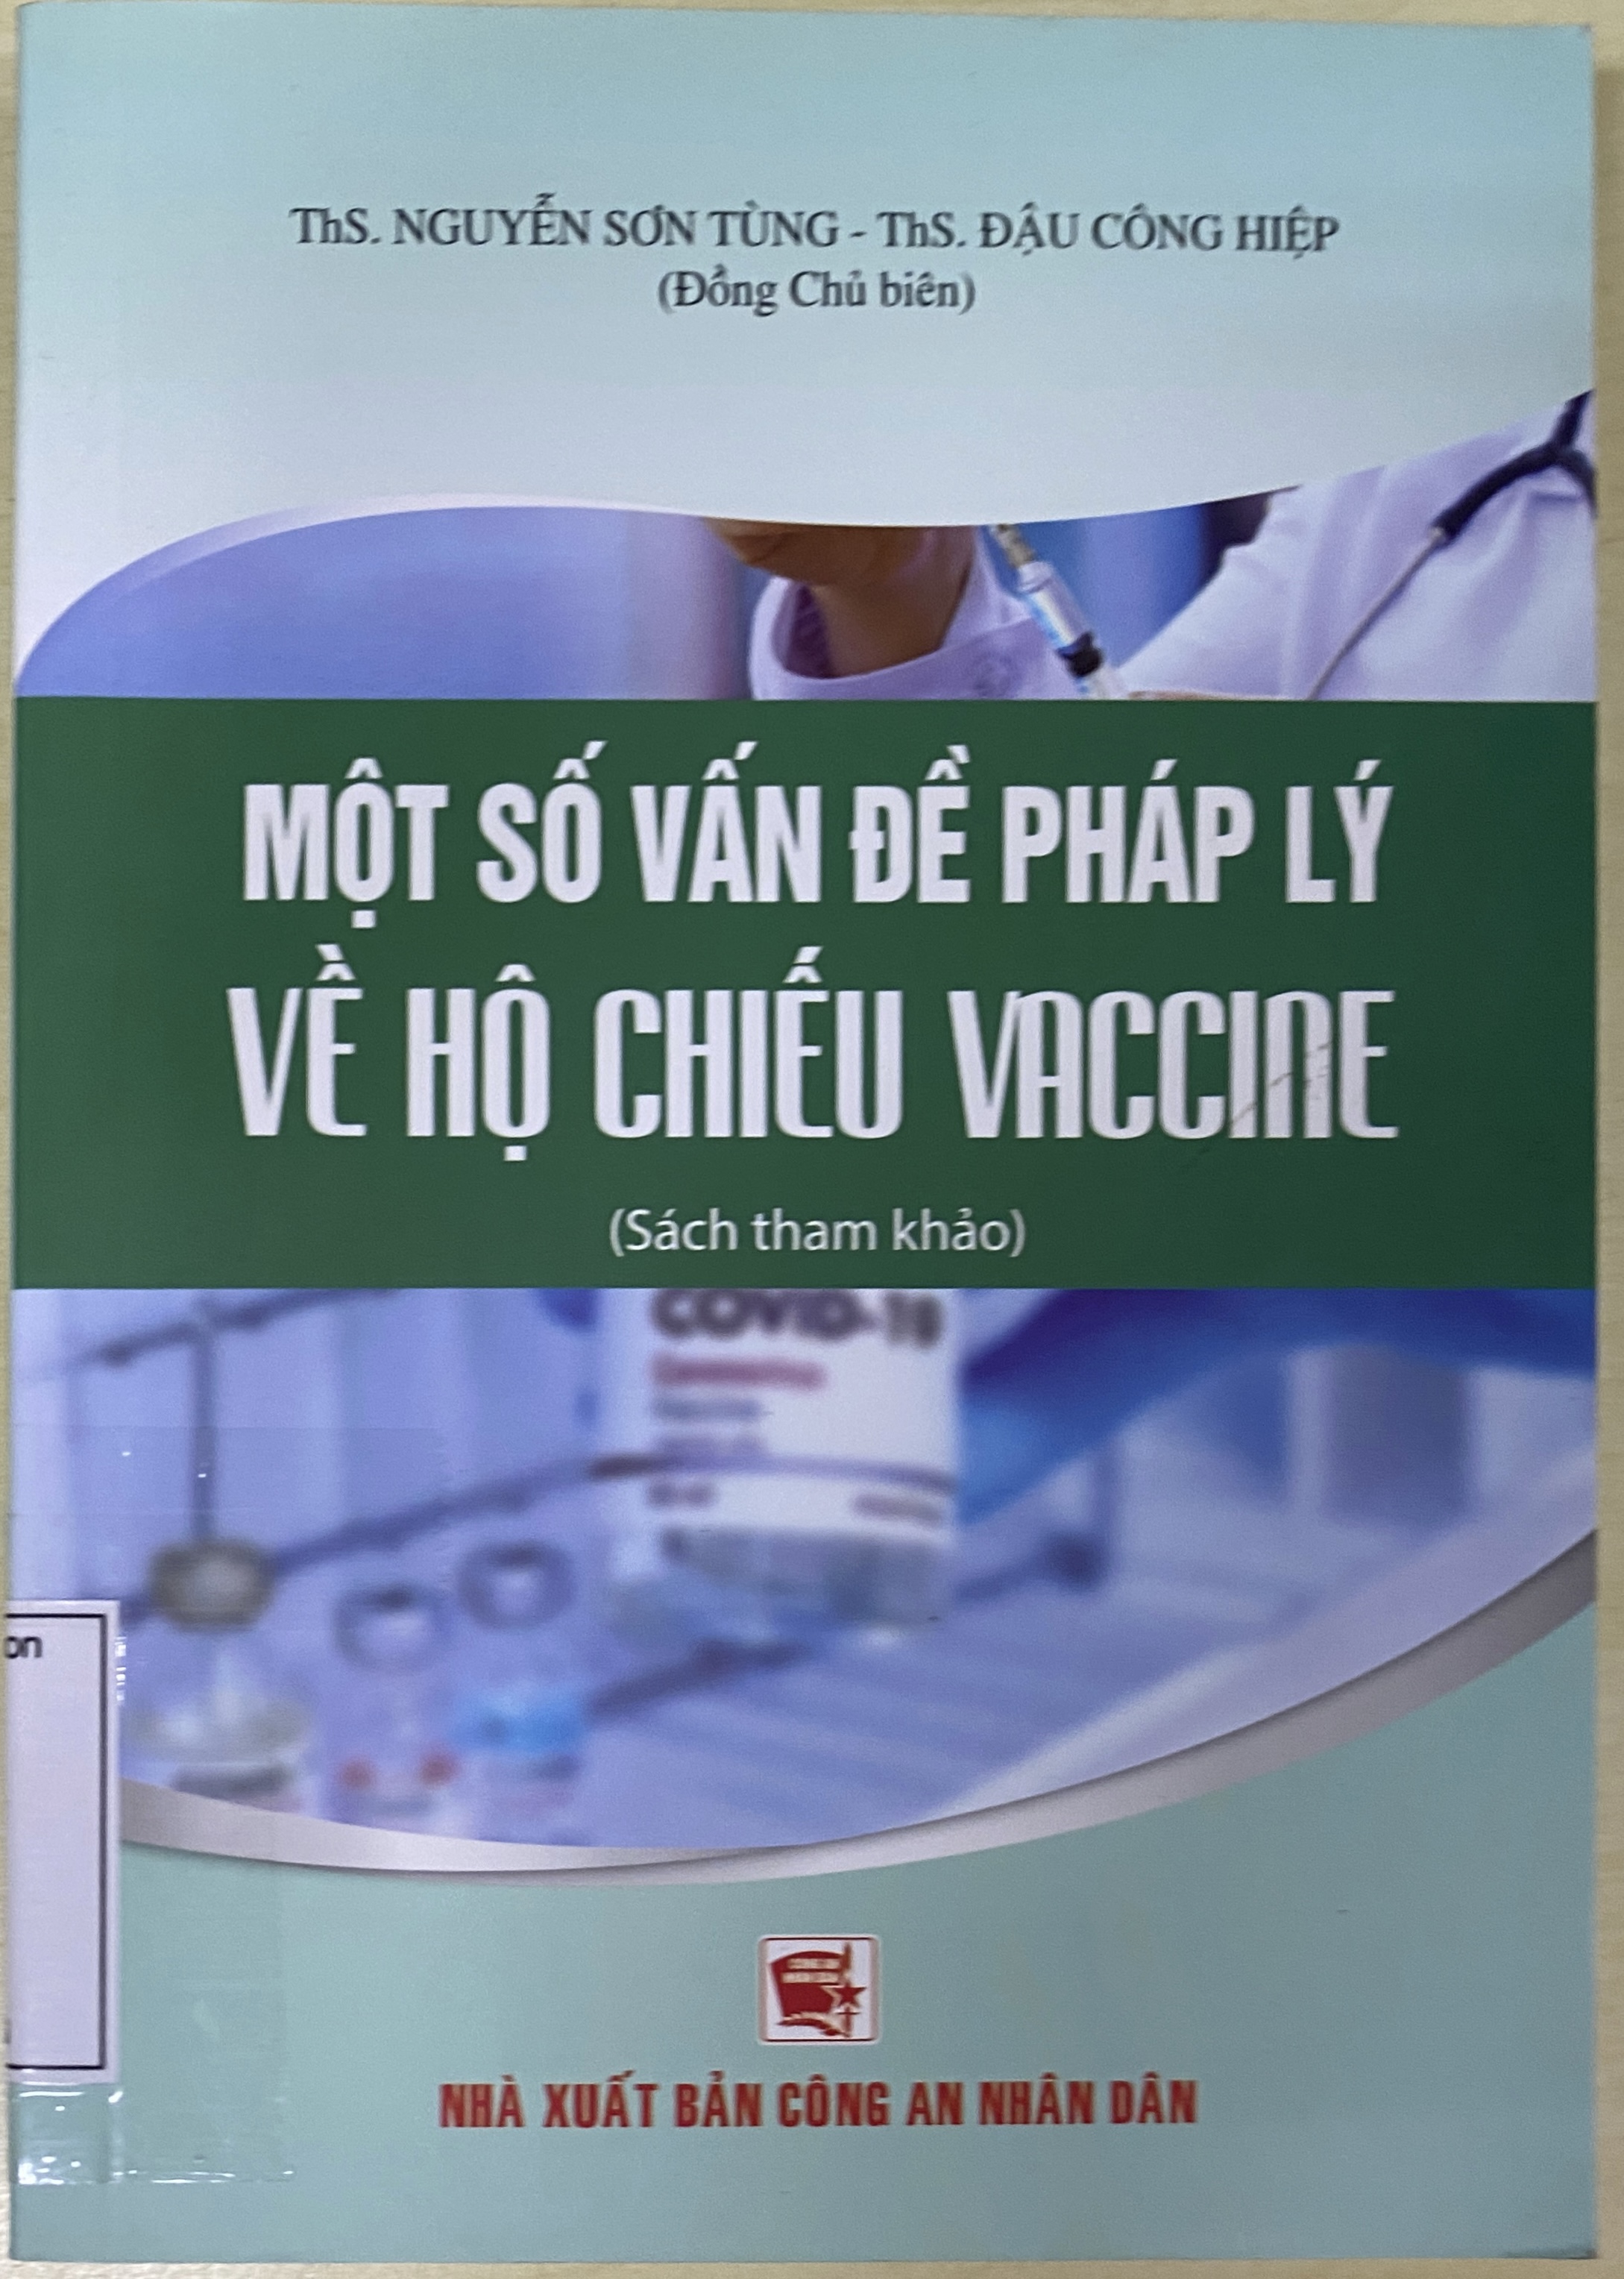 ThS. NGUYỄN SƠN TÙNG - ThS. ĐẬU CÔNG HIỆP
(Đồng Chủ biên)
MỘT SỐ VẤN ĐỀ PHÁP LÝ
VỀ HỘ CHIẾU VACCINE
(Sách tham khảo)
COVID-19
on
NHÀ XUẤT BẢN CÔNG AN NHÂN DÂN